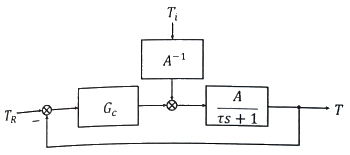 T_i
A^{-1}
T_R
−
G_c
A
τs + 1
T